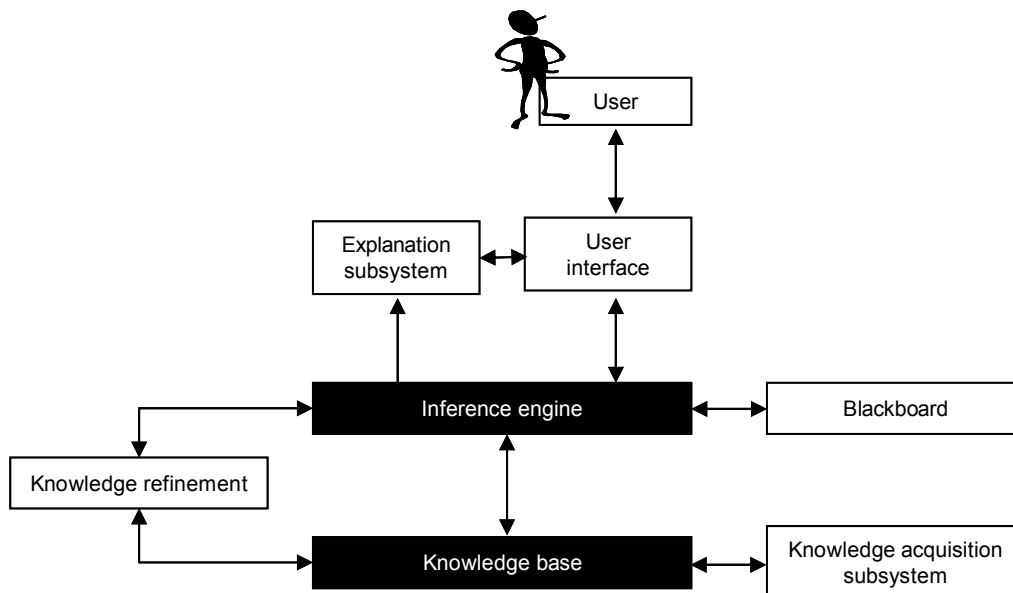 User
Explanation
subsystem
User
interface
Inference engine
Blackboard
Knowledge refinement
Knowledge base
Knowledge acquisition
subsystem